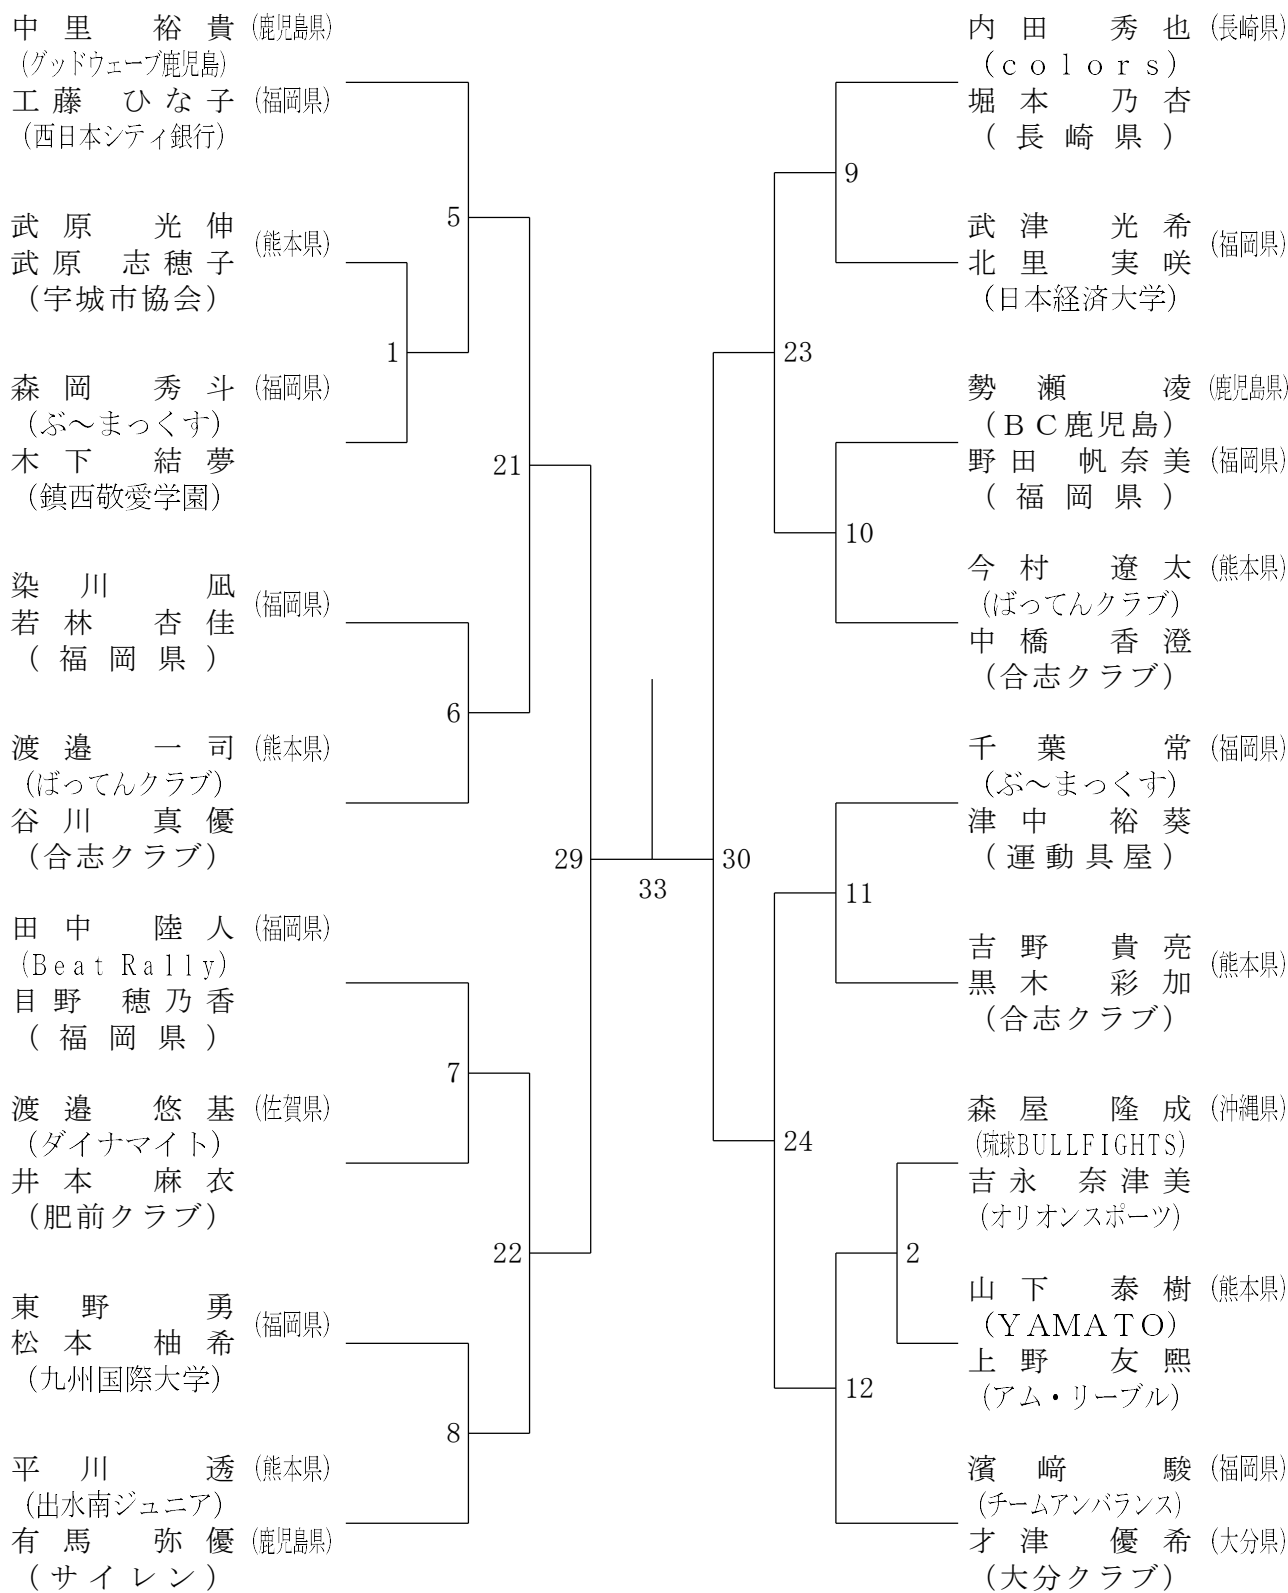 中里 裕貴 (鹿児島県)
(グッドウェーブ鹿児島)
工藤 ひな子 (福岡県)
(西日本シティ銀行)
武原 光伸
(熊本県)
武原 志穂子
(宇城市協会)
森岡 秀斗 (福岡県)
(ぶ～まっくす)
木下 結夢
(鎮西敬愛学園)
染川 凪
(福岡県)
若林 杏佳
(福岡県)
渡邉 一司 (熊本県)
(ばってんクラブ)
谷川 真優
(合志クラブ)
田中 陸人 (福岡県)
(Beat Rally)
目野 穂乃香
(福岡県)
渡邉 悠基 (佐賀県)
(ダイナマイト)
井本 麻衣
(肥前クラブ)
東野 勇
(福岡県)
松本 柚希
(九州国際大学)
平川 透 (熊本県)
(出水南ジュニア)
有馬 弥優 (鹿児島県)
(サイレン)
5
1
21
6
29
7
22
8
33
30
23
9
10
24
11
2
12
内田 秀也 (長崎県)
(colors)
堀本 乃杏
(長崎県)
武津 光希
(福岡県)
北里 実咲
(日本経済大学)
勢瀬 凌 (鹿児島県)
(BC鹿児島)
野田 帆奈美 (福岡県)
(福岡県)
今村 遼太 (熊本県)
(ばってんクラブ)
中橋 香澄
(合志クラブ)
千葉 常 (福岡県)
(ぶ～まっくす)
津中 裕葵
(運動具屋)
吉野 貴亮
(熊本県)
黒木 彩加
(合志クラブ)
森屋 隆成 (沖縄県)
(琉球BULLFIGHTS)
吉永 奈津美
(オリオンスポーツ)
山下 泰樹 (熊本県)
(YAMATO)
上野 友熙
(アム・リーブル)
濱﨑 駿 (福岡県)
(チームアンバランス)
才津 優希 (大分県)
(大分クラブ)